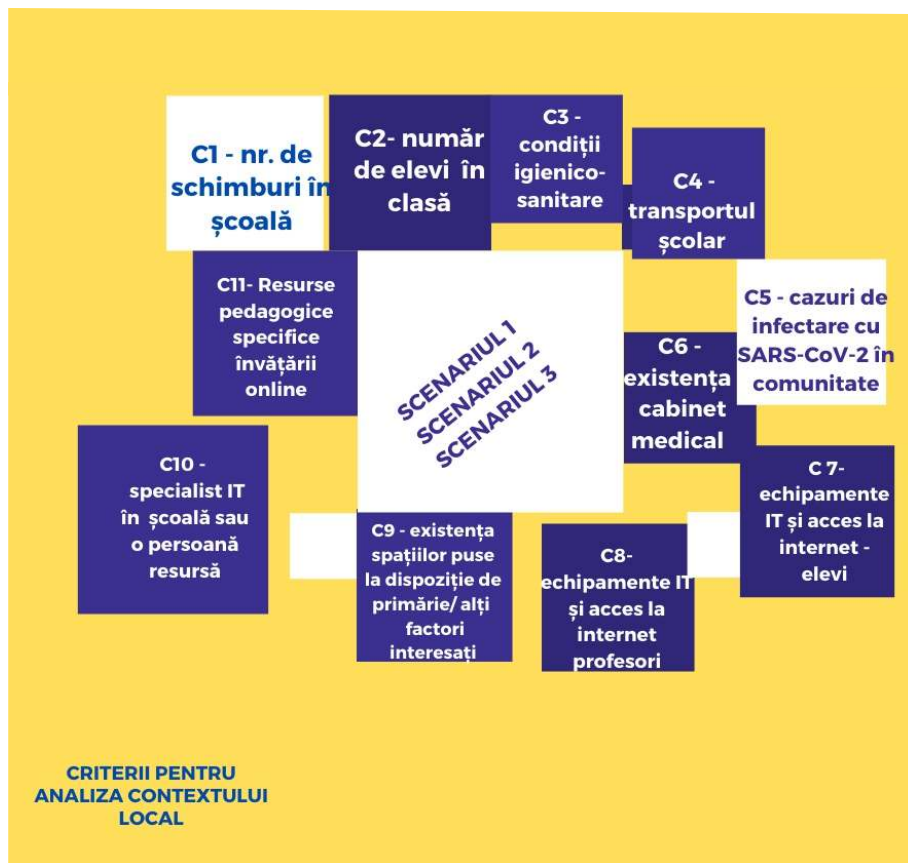 C1 - nr. de
schimburi în
școală
C2- număr
de elevi în
clasă
C3 -
condiții
igienico-
sanitare
C4 -
transportul
școlar
C5 - cazuri de
infectare cu
SARS-CoV-2 în
comunitate
C6 -
existența
cabinet
medical
C 7-
echipamente
IT și acces la
internet -
elevi
C8-
echipamente IT
și acces la
internet
profesori
C9 - existența
spațiilor puse
la dispoziție de
primărie/ alți
factori
interesați
C10 -
specialist IT
în școală sau
o persoană
resursă
C11- Resurse
pedagogice
specifice
învățării
online
SCENARIUL 1
SCENARIUL 2
SCENARIUL 3
CRITERII PENTRU
ANALIZA CONTEXTULUI
LOCAL